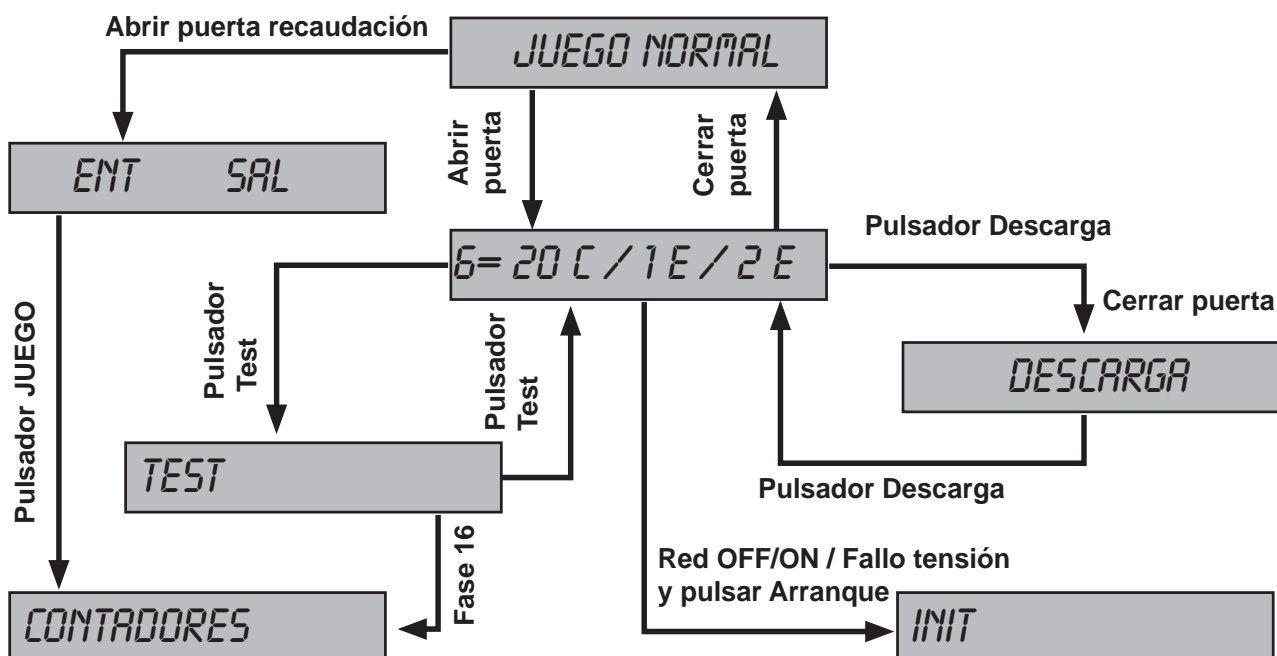 Abrir puerta recaudación
JUEGO NORMAL
Abrir
puerta
Cerrar
puerta
ENT SAL
Pulsador Descarga
6= 20 C / 1 E / 2 E
Cerrar puerta
Pulsador JUEGO
Pulsador
Test
Pulsador
Test
DESCARGA
TEST
Pulsador Descarga
Fase 16
Red OFF/ON / Fallo tensión
y pulsar Arranque
CONTADORES
INIT